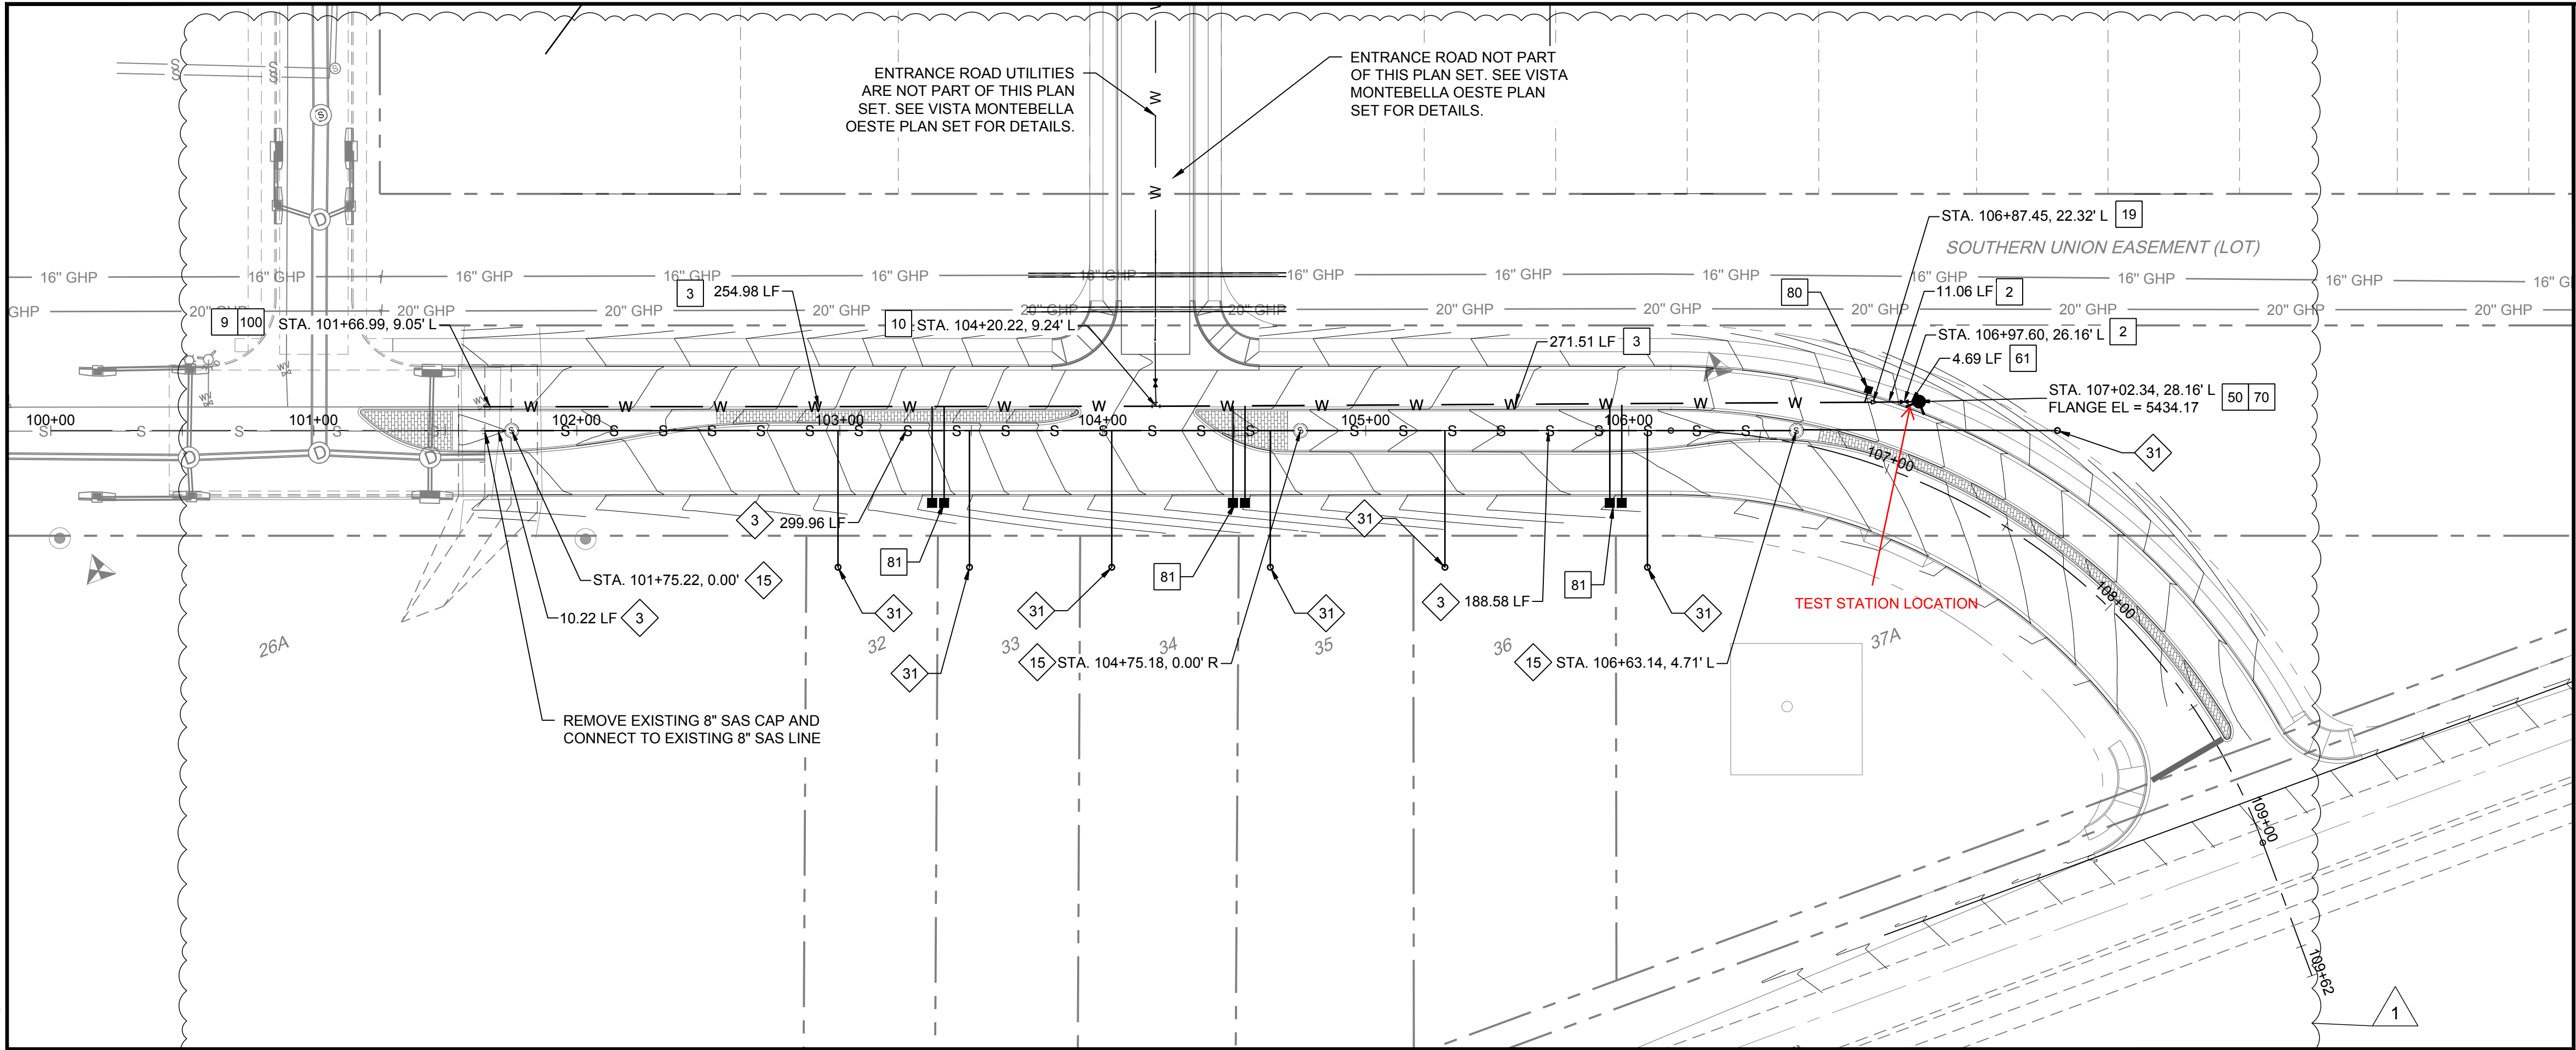 ENTRANCE ROAD UTILITIES
ARE NOT PART OF THIS PLAN
SET. SEE VISTA MONTEBELLA
OESTE PLAN SET FOR DETAILS.
ENTRANCE ROAD NOT PART
OF THIS PLAN SET. SEE VISTA
MONTEBELLA OESTE PLAN
SET FOR DETAILS.
W
W
W
S
S
S
S
S
S
D
STA. 106+87.45, 22.32' L 19
SOUTHERN UNION EASEMENT (LOT)
16" GHP 16" GHP 16" GHP 16" GHP 16" GHP 16" GHP 16" GHP 16" GHP 16" GHP 16" GHP 16" GHP 16" G
3 254.98 LF
80
11.06 LF 2
GHP 20" GHP 20" GHP 20" GHP 20" GHP 20" GHP 20" GHP 20" GHP 20" GHP 20" GHP 20" GHP 20" GHP
9 100 STA. 101+66.99, 9.05' L
10 STA. 104+20.22, 9.24' L
STA. 106+97.60, 26.16' L 2
271.51 LF 3
4.69 LF 61
STA. 107+02.34, 28.16' L
FLANGE EL = 5434.17
50 70
WV WV WV
W W W W W W W W W W W W W W
100+00 101+00 102+00 103+00 104+00 105+00 106+00
S S S S S S S S S S S S S S S S S S S S S S S S
107+00
D D D
31
3 299.96 LF
31
81
81
81
STA. 101+75.22, 0.00' 15
TEST STATION LOCATION
10.22 LF 3
31
31
31
3 188.58 LF
31
108+00
26A
32
33
34
35
36
37A
31
15 STA. 104+75.18, 0.00' R
15 STA. 106+63.14, 4.71' L
REMOVE EXISTING 8" SAS CAP AND
CONNECT TO EXISTING 8" SAS LINE
109+00
109+62
1